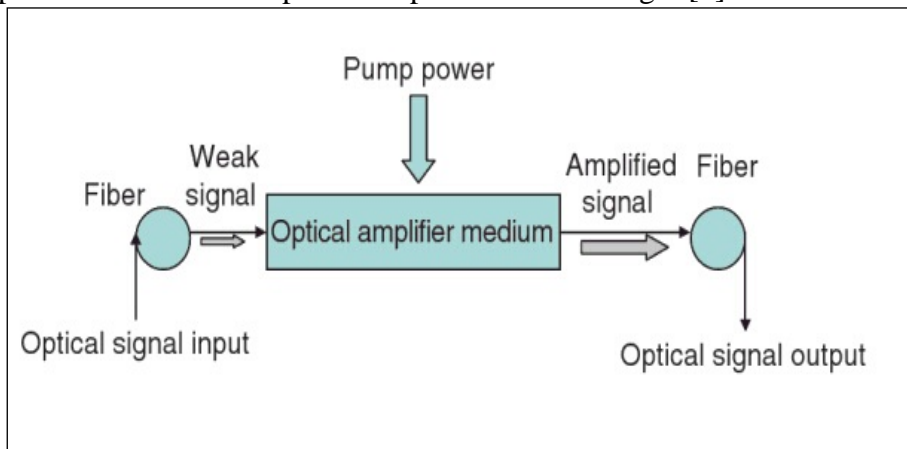 Pump power
Weak
signal
Amplified
signal
Fiber
Fiber
Optical amplifier medium
Optical signal input
Optical signal output